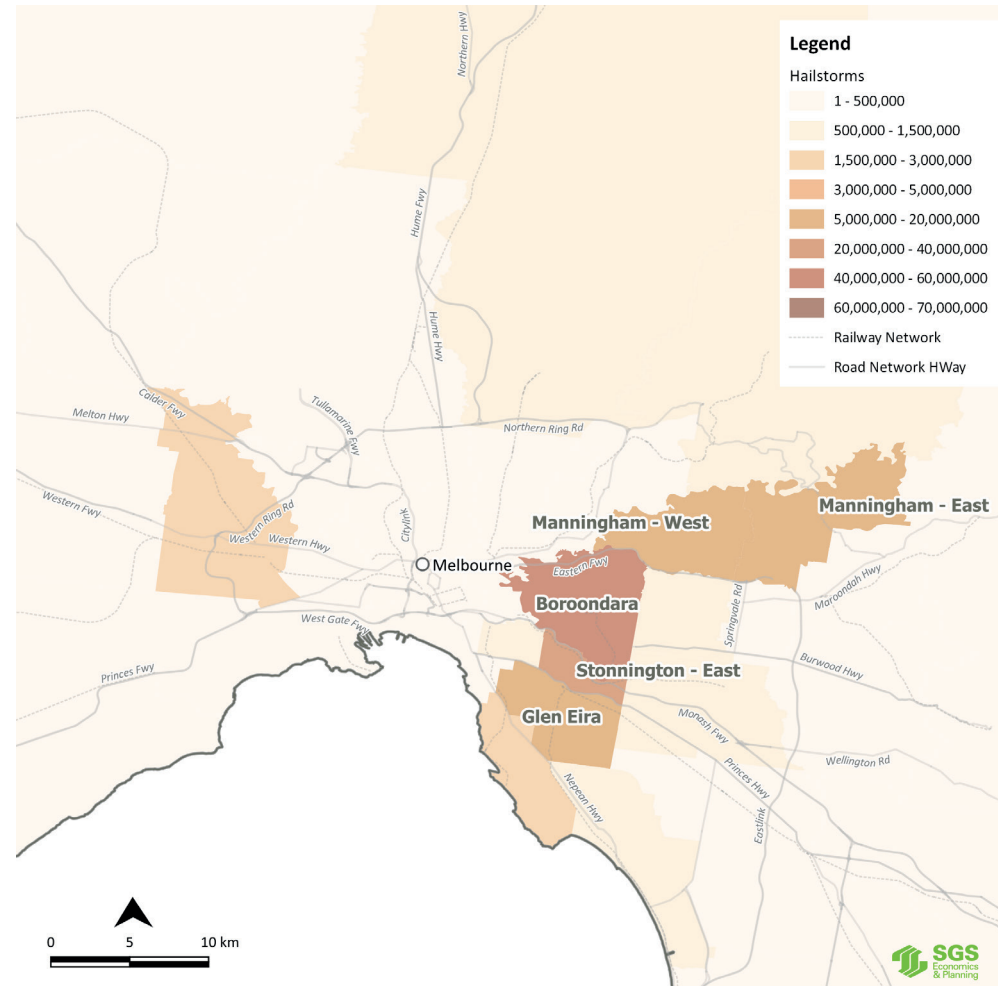 Legend
Hailstorms
1 - 500,000
500,000 - 1,500,000
1,500,000 - 3,000,000
3,000,000 - 5,000,000
5,000,000 - 20,000,000
20,000,000 - 40,000,000
40,000,000 - 60,000,000
60,000,000 - 70,000,000
Railway Network
Road Network HWay
Northern Hwy
Hume Fwy
Hume Hwy
Calder Fwy
Melton Hwy
Tullamarine Fwy
Northern Ring Rd
Western Fwy
Western Ring Rd
Western Hwy
Citylink
Manningham - East
Manningham - West
Melbourne
Eastern Fwy
Boroondara
Maroondah Hwy
Springvale Rd
West Gate Fwy
Princes Fwy
Stonnington - East
Burwood Hwy
Glen Eira
Monash Fwy
Wellington Rd
Princes Hwy
Nepean Hwy
Eastlink
0 5 10 km
SGS
Economics
& Planning